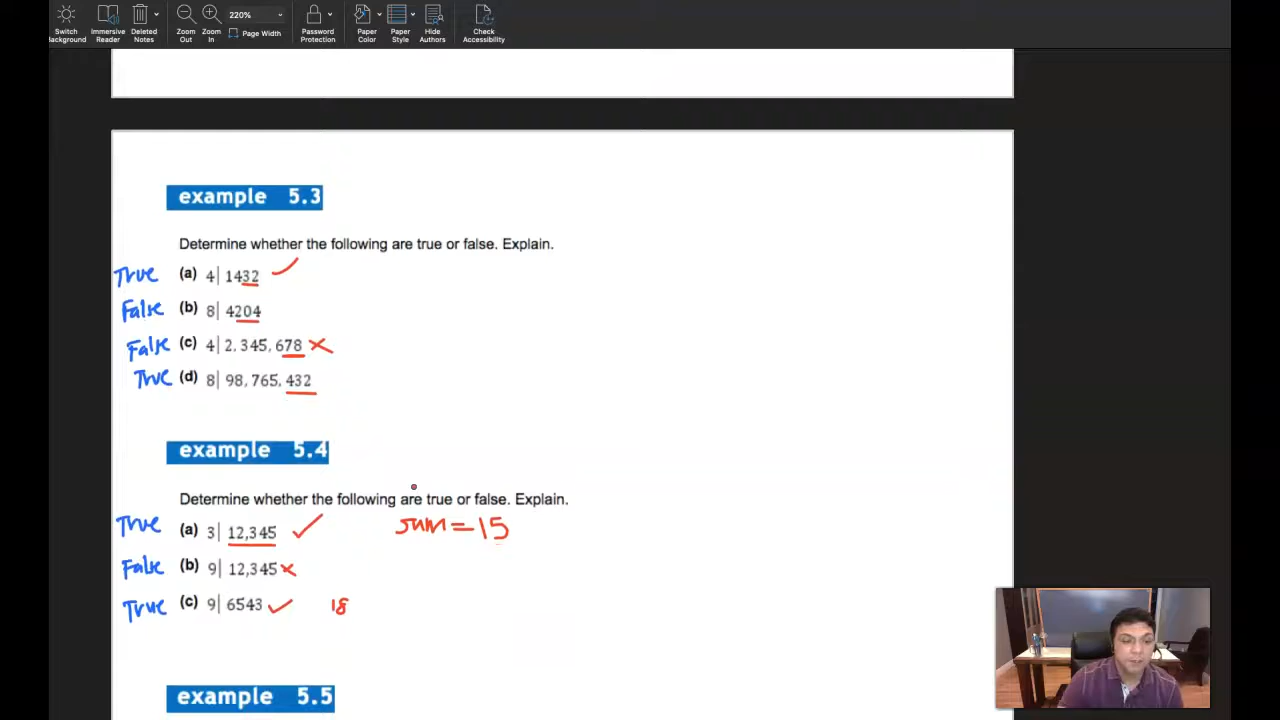 Switch Background
Immersive Reader
Deleted Notes
Zoom Out
Zoom In
220%
Page Width
Password Protection
Paper Color
Paper Style
Hide Authors
Check Accessibility
example 5.3
Determine whether the following are true or false. Explain.
True (a) 4| 1432 ✓
False (b) 8| 4204
False (c) 4| 2,345,678 ×
True (d) 8| 98,765,432
example 5.4
Determine whether the following are true or false. Explain.
True (a) 3| 12,345 ✓ sum = 15
False (b) 9| 12,345 ×
True (c) 9| 6543 ✓ 18
example 5.5